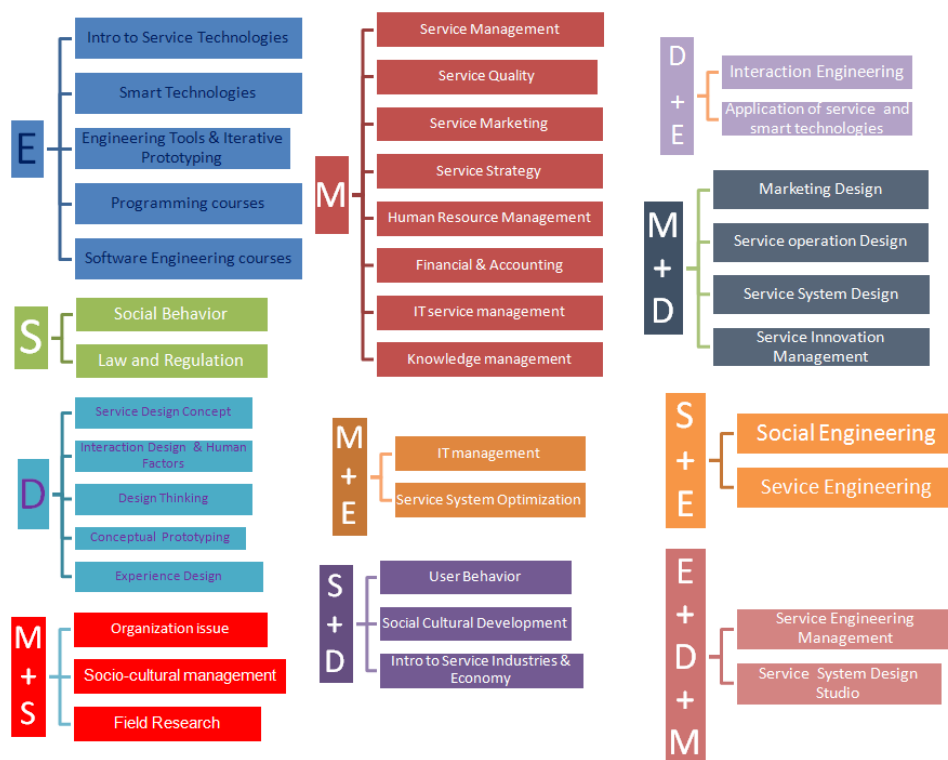 E
Intro to Service Technologies
Smart Technologies
Engineering Tools & Iterative
Prototyping
Programming courses
Software Engineering courses
S
Social Behavior
Law and Regulation
D
Service Design Concept
Interaction Design & Human
Factors
Design Thinking
Conceptual Prototyping
Experience Design
M
+
S
Organization issue
Socio-cultural management
Field Research
M
Service Management
Service Quality
Service Marketing
Service Strategy
Human Resource Management
Financial & Accounting
IT service management
Knowledge management
M
+
E
IT management
Service System Optimization
S
+
D
User Behavior
Social Cultural Development
Intro to Service Industries &
Economy
D
+
E
Interaction Engineering
Application of service and
smart technologies
M
+
D
Marketing Design
Service operation Design
Service System Design
Service Innovation
Management
S
+
E
Social Engineering
Sevice Engineering
E
+
D
+
M
Service Engineering
Management
Service System Design
Studio